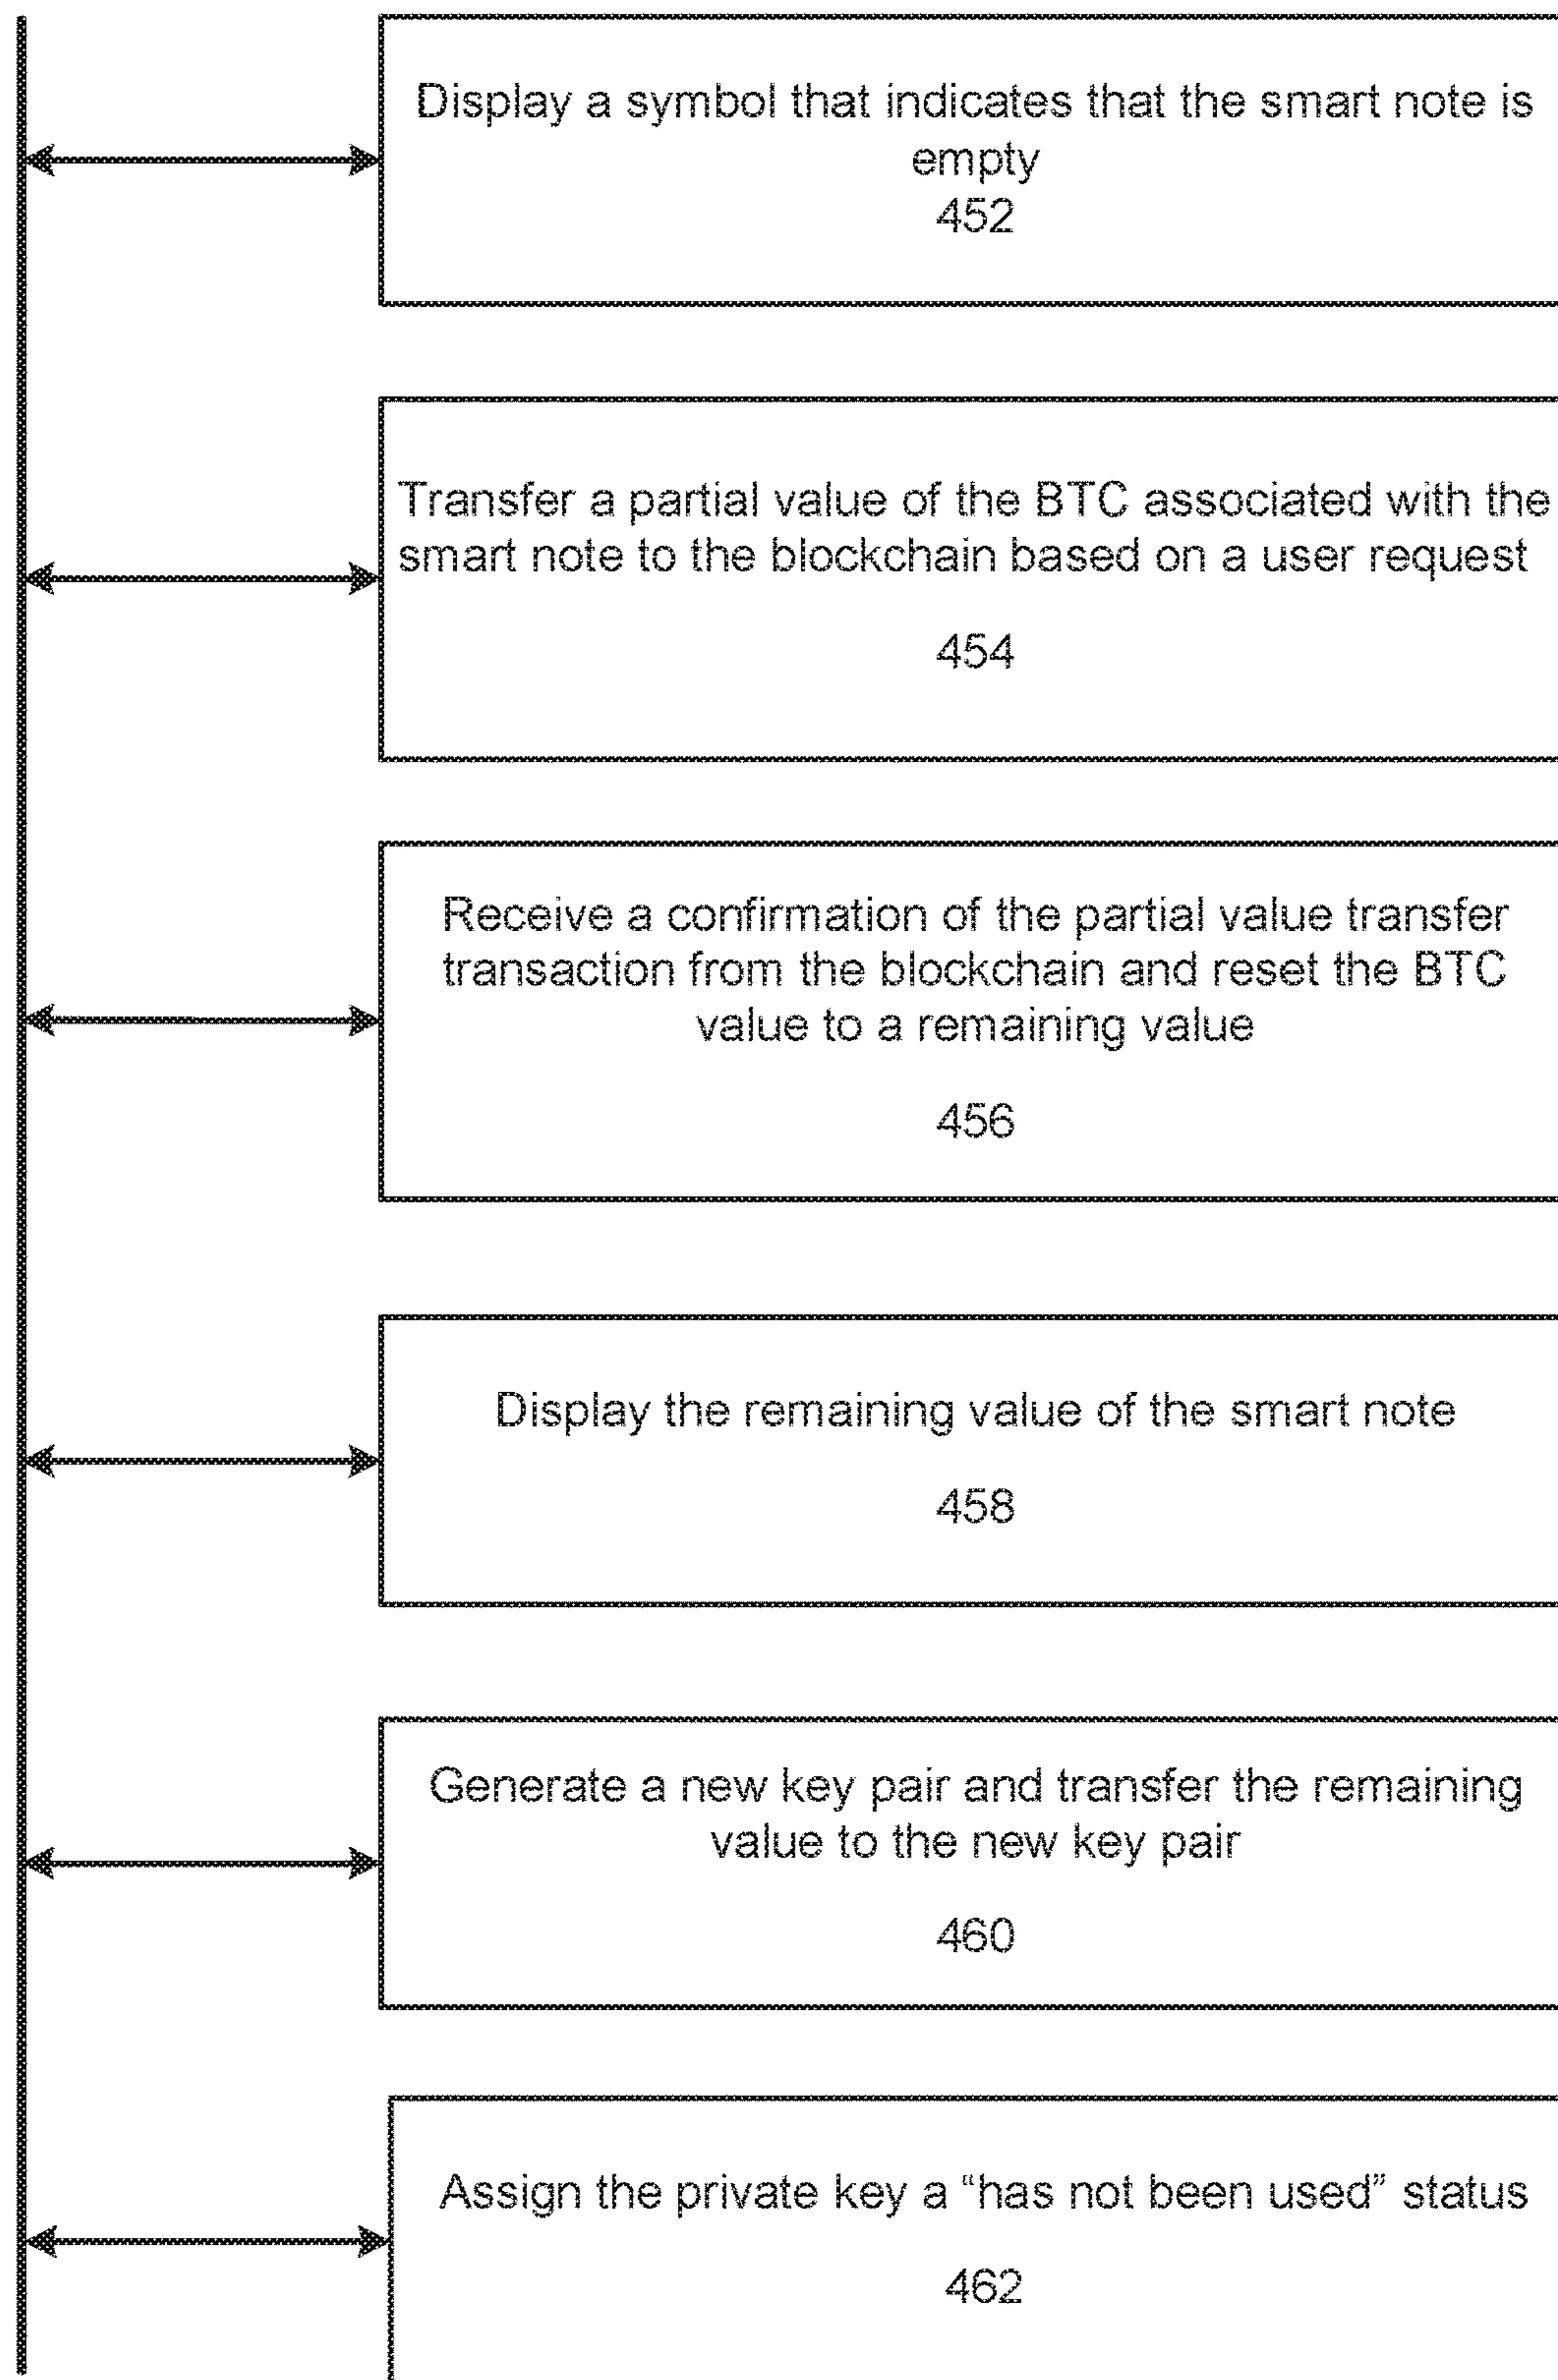 Display a symbol that indicates that the smart note is
empty
452
Transfer a partial value of the BTC associated with the
smart note to the blockchain based on a user request
454
Receive a confirmation of the partial value transfer
transaction from the blockchain and reset the BTC
value to a remaining value
456
Display the remaining value of the smart note
458
Generate a new key pair and transfer the remaining
value to the new key pair
460
Assign the private key a “has not been used” status
462